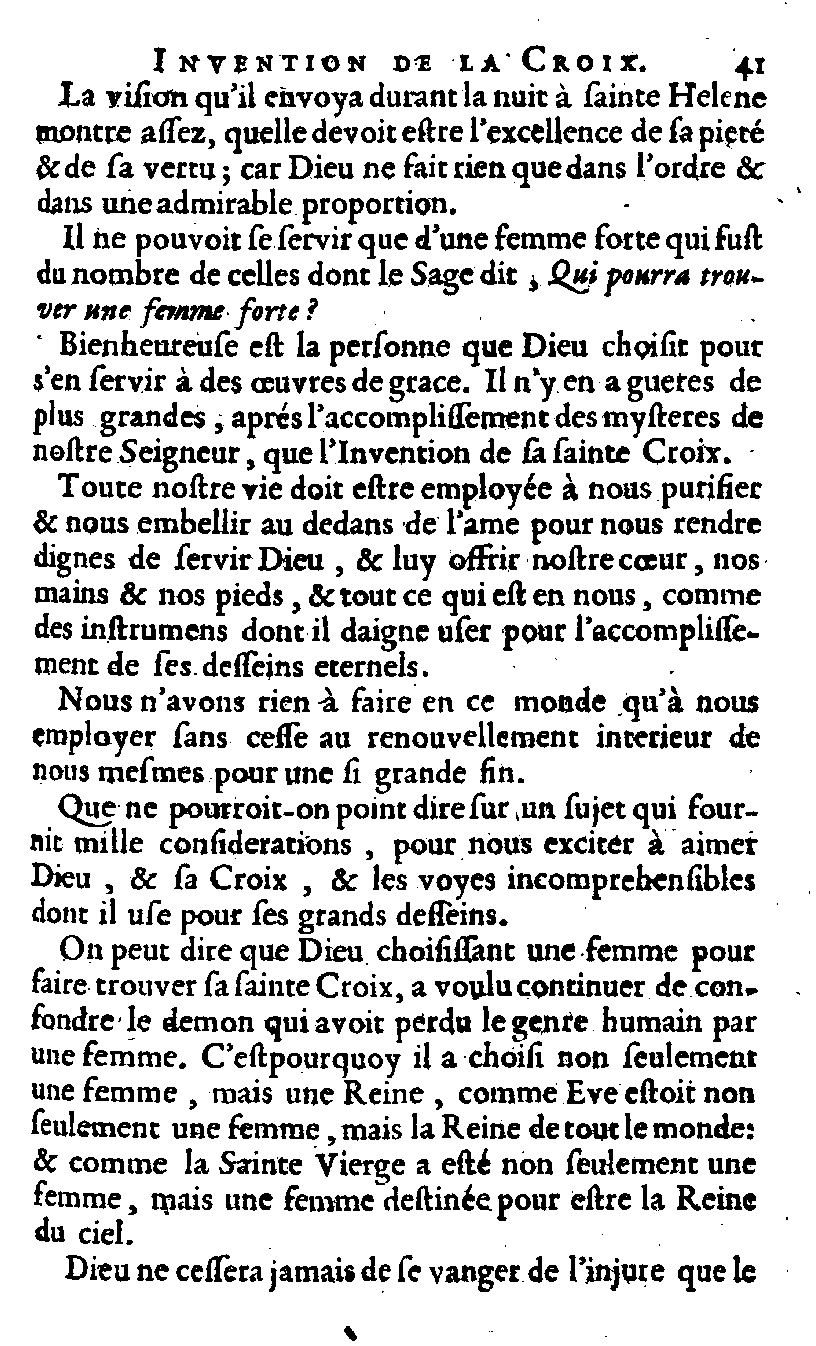 INVENTION DE LA CROIX. 41
La viſion qu'il envoya durant la nuit à ſainte Helene
montre aſſez, quelle devoit eſtre l'excellence de ſa pieté
& de ſa vertu ; car Dieu ne fait rien que dans l'ordre &
dans une admirable proportion.
Il ne pouvoit ſe ſervir que d'une femme forte qui fuſt
du nombre de celles dont le Sage dit , Qui pourra trou-
ver une femme forte ?
Bienheureuſe eſt la perſonne que Dieu choiſit pour
s'en ſervir à des œuvres de grace. Il n'y en a gueres de
plus grandes , aprés l'accompliſſement des myſteres de
noſtre Seigneur , que l'Invention de ſa ſainte Croix.
Toute noſtre vie doit eſtre employée à nous purifier
& nous embellir au dedans de l'ame pour nous rendre
dignes de ſervir Dieu , & luy offrir noſtre cœur , nos
mains & nos pieds , & tout ce qui eſt en nous , comme
des inſtrumens dont il daigne uſer pour l'accompliſſe-
ment de ſes deſſeins eternels.
Nous n'avons rien à faire en ce monde qu'à nous
employer ſans ceſſe au renouvellement interieur de
nous meſmes pour une ſi grande fin.
Que ne pourroit-on point dire ſur un ſujet qui four-
nit mille conſiderations , pour nous exciter à aimer
Dieu , & ſa Croix , & les voyes incomprehenſibles
dont il uſe pour ſes grands deſſeins.
On peut dire que Dieu choiſiſſant une femme pour
faire trouver ſa ſainte Croix, a voulu continuer de con-
fondre le demon qui avoit perdu le genre humain par
une femme. C'eſtpourquoy il a choiſi non ſeulement
une femme , mais une Reine , comme Eve eſtoit non
ſeulement une femme , mais la Reine de tout le monde:
& comme la Sainte Vierge a eſté non ſeulement une
femme , mais une femme deſtinée pour eſtre la Reine
du ciel.
Dieu ne ceſſera jamais de ſe vanger de l'injure que le